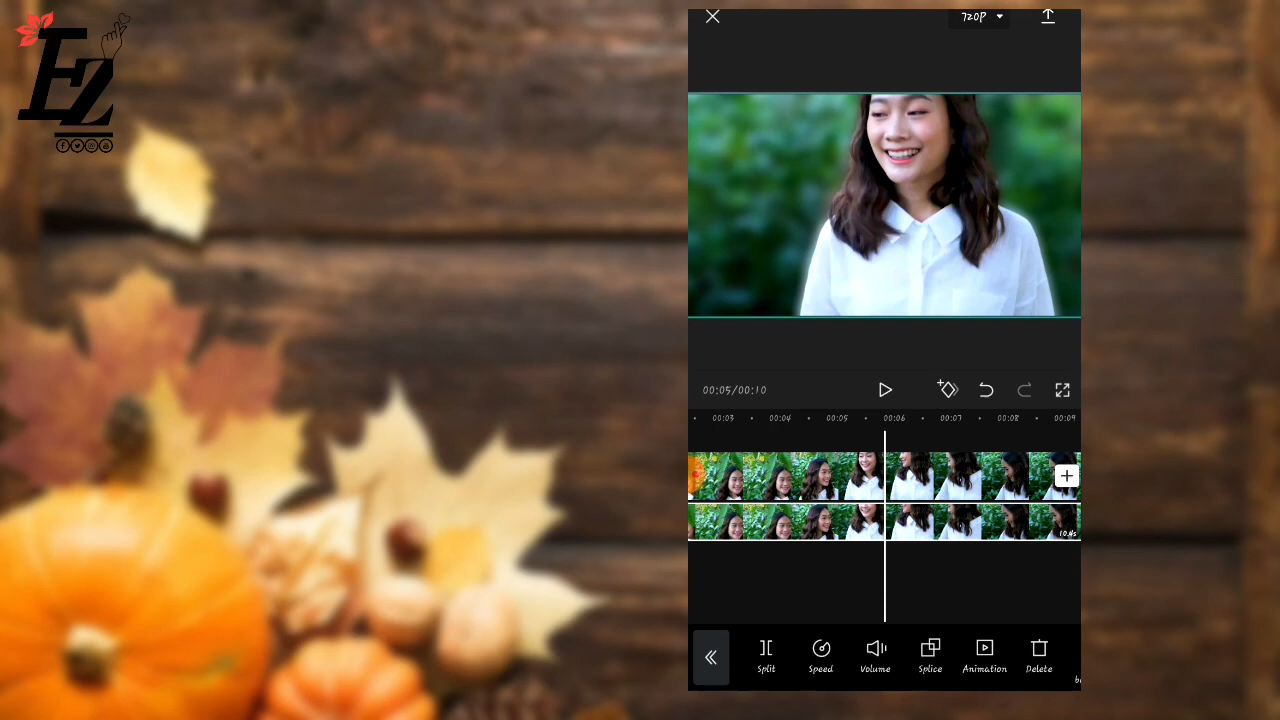 EZ
720P
00:05/00:10
00:03 00:04 00:05 00:06 00:07 00:08 00:09
10.4s
Split Speed Volume Splice Animation Delete